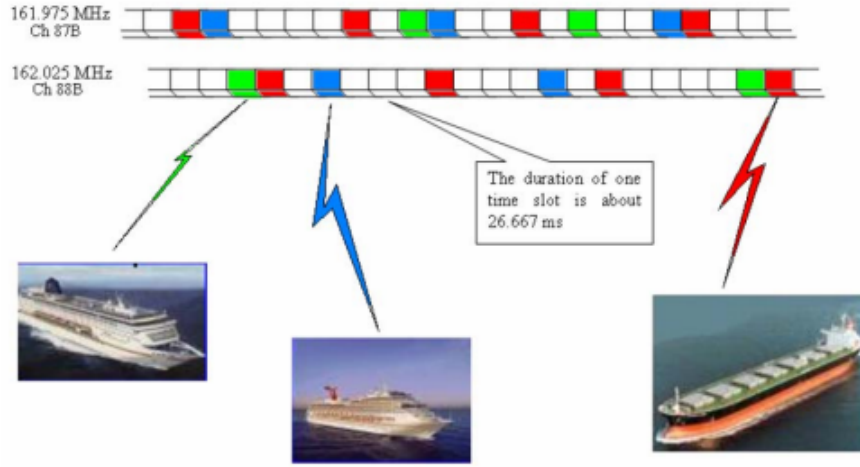 161.975 MHz
Ch 87B
162.025 MHz
Ch 88B
The duration of one
time slot is about
26.667 ms